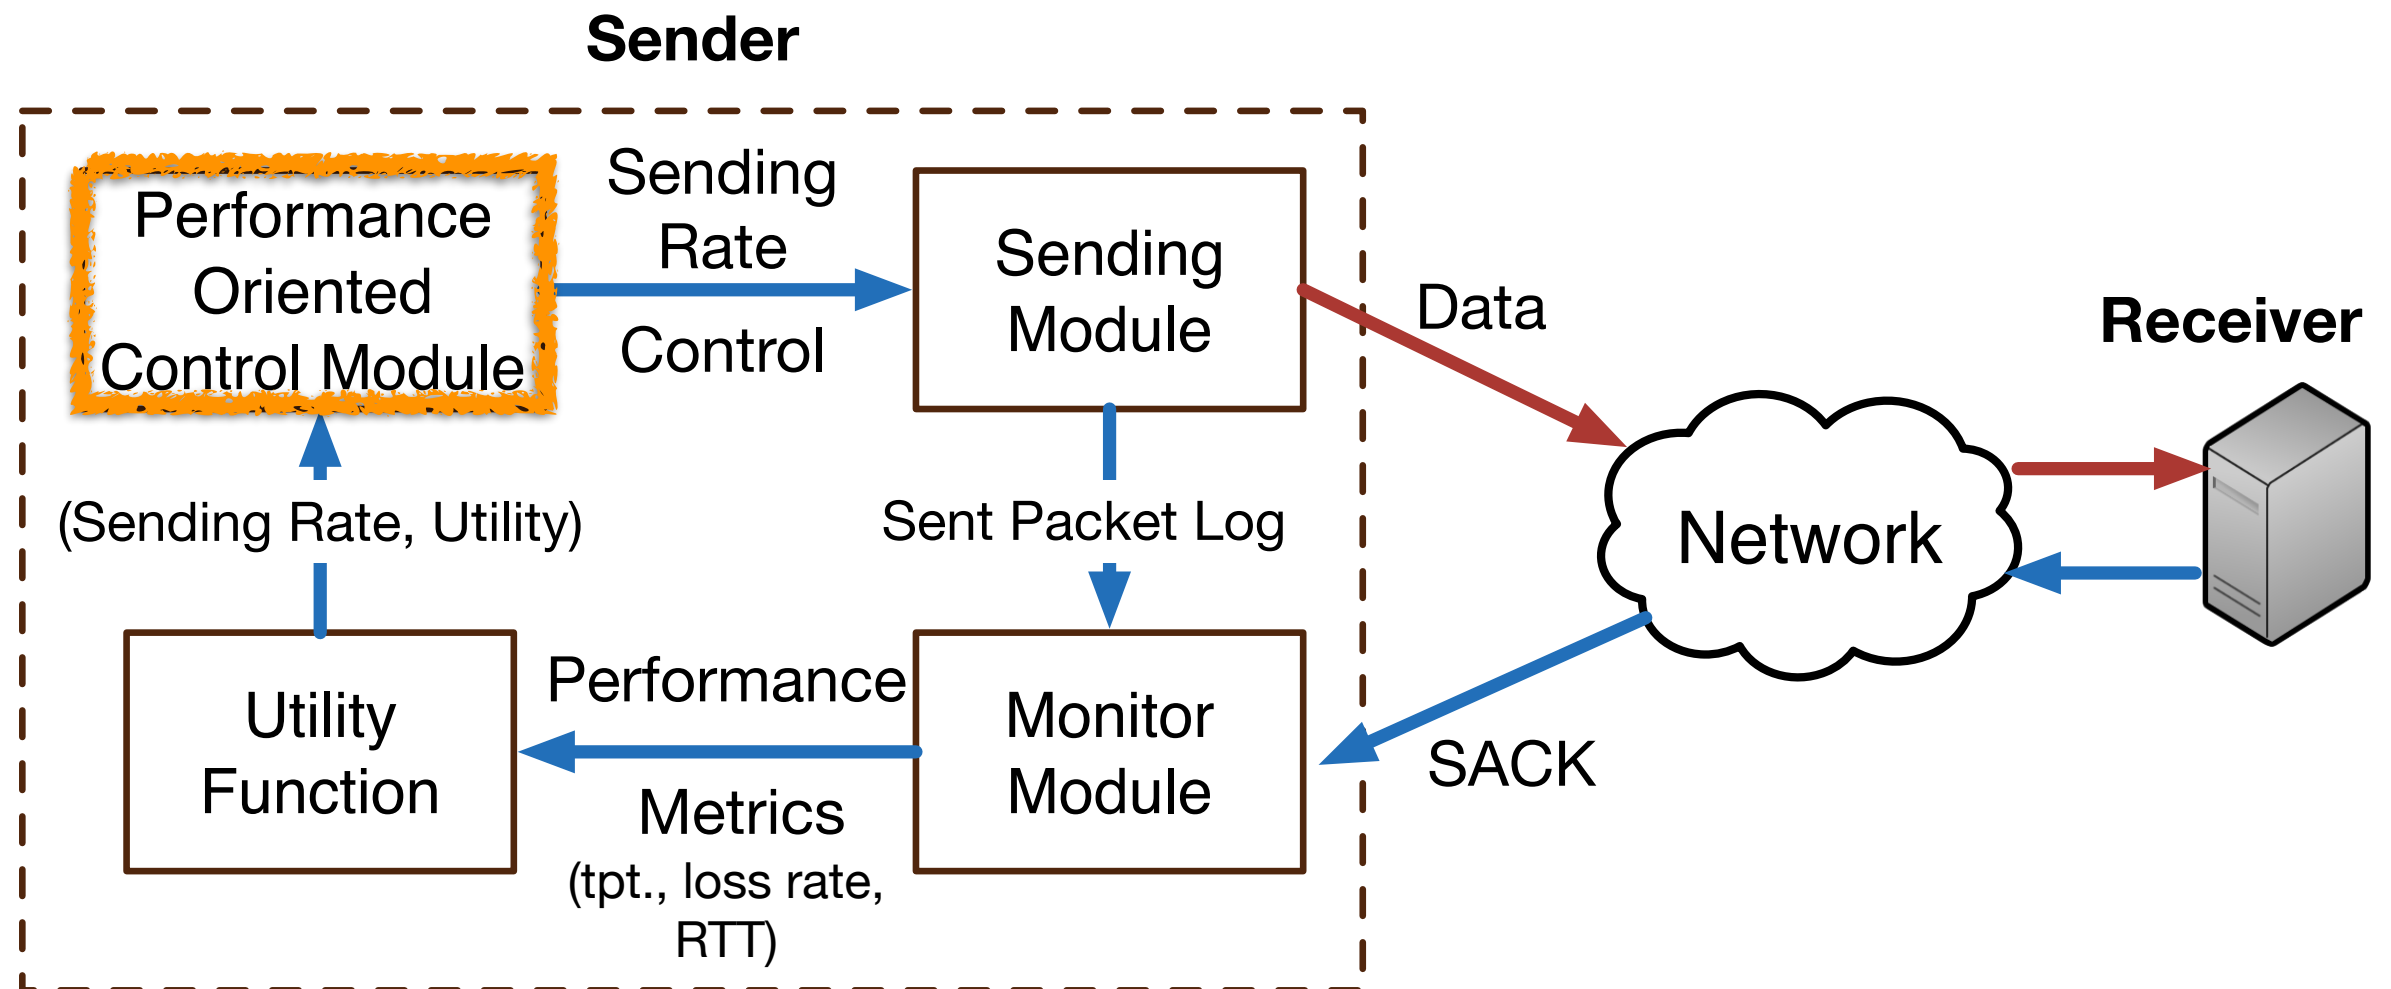 Sender
Performance
Oriented
Control Module
Sending
Rate
Control
Sending
Module
Data
Receiver
(Sending Rate, Utility)
Sent Packet Log
Network
Utility
Function
Performance
Metrics
(tpt., loss rate,
RTT)
Monitor
Module
SACK